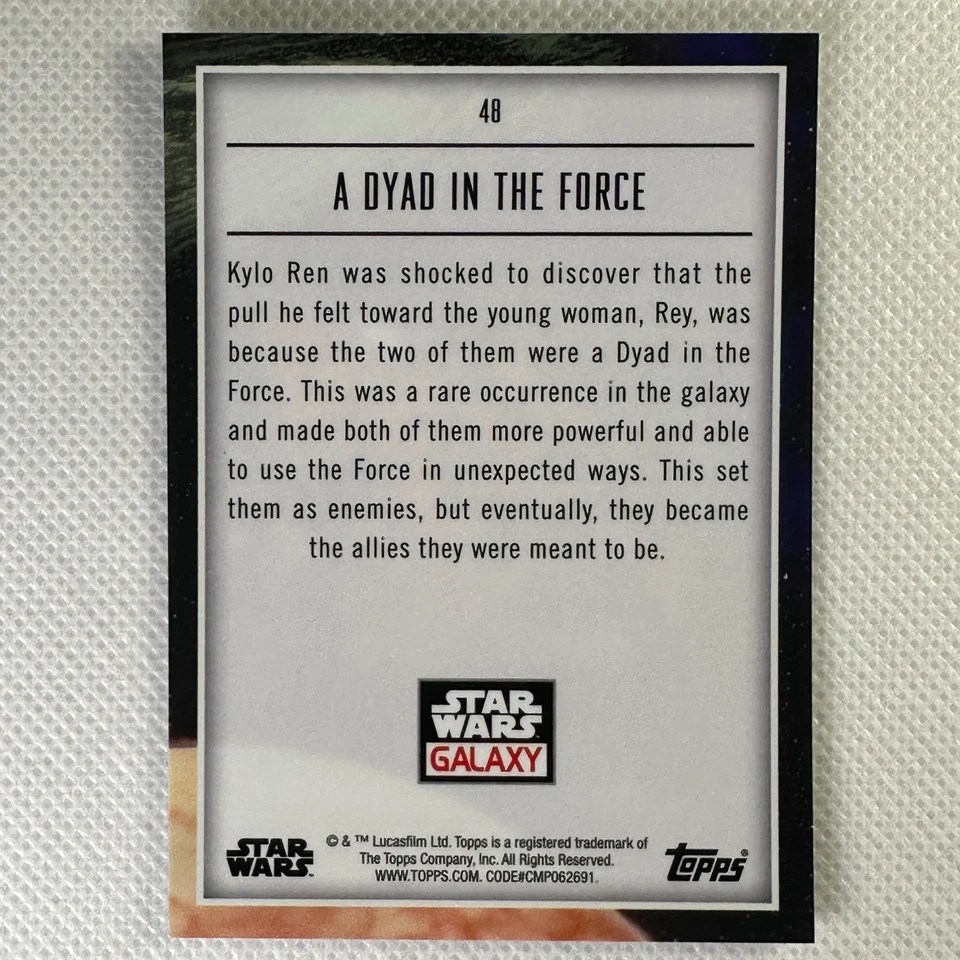 48
A DYAD IN THE FORCE
Kylo Ren was shocked to discover that the
pull he felt toward the young woman, Rey, was
because the two of them were a Dyad in the
Force. This was a rare occurrence in the galaxy
and made both of them more powerful and able
to use the Force in unexpected ways. This set
them as enemies, but eventually, they became
the allies they were meant to be.
STAR
WARS
GALAXY
STAR
WARS™
© & ™ Lucasfilm Ltd. Topps is a registered trademark of
The Topps Company, Inc. All Rights Reserved.
WWW.TOPPS.COM. CODE#CMP062691.
Topps®